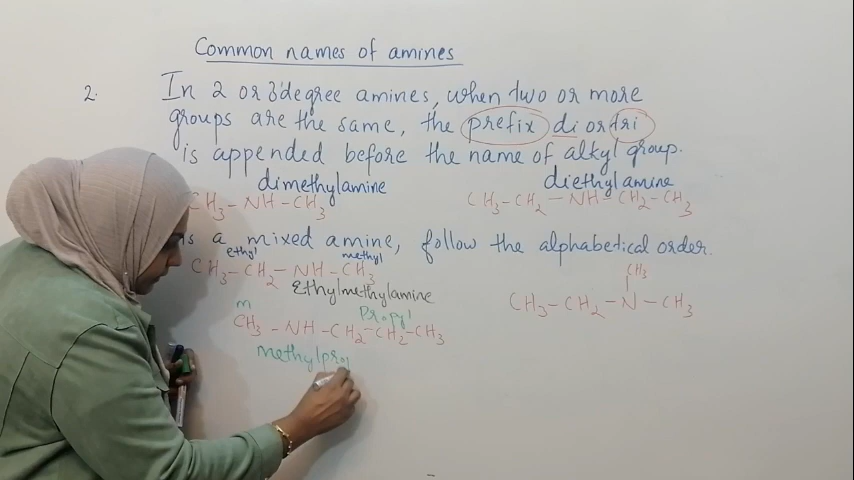 Common names of amines
2. In 2 or 3 degree amines, when two or more
groups are the same, the prefix di or tri
is appended before the name of alkyl group.
dimethylamine diethylamine
CH3-NH-CH3 CH3-CH2-NH-CH2-CH3
is a mixed amine, follow the alphabetical order.
ethyl methyl
CH3-CH2-NH-CH3
Ethylmethylamine
CH3
CH3-CH2-N-CH3
m Propyl
CH3-NH-CH2-CH2-CH3
methylprop